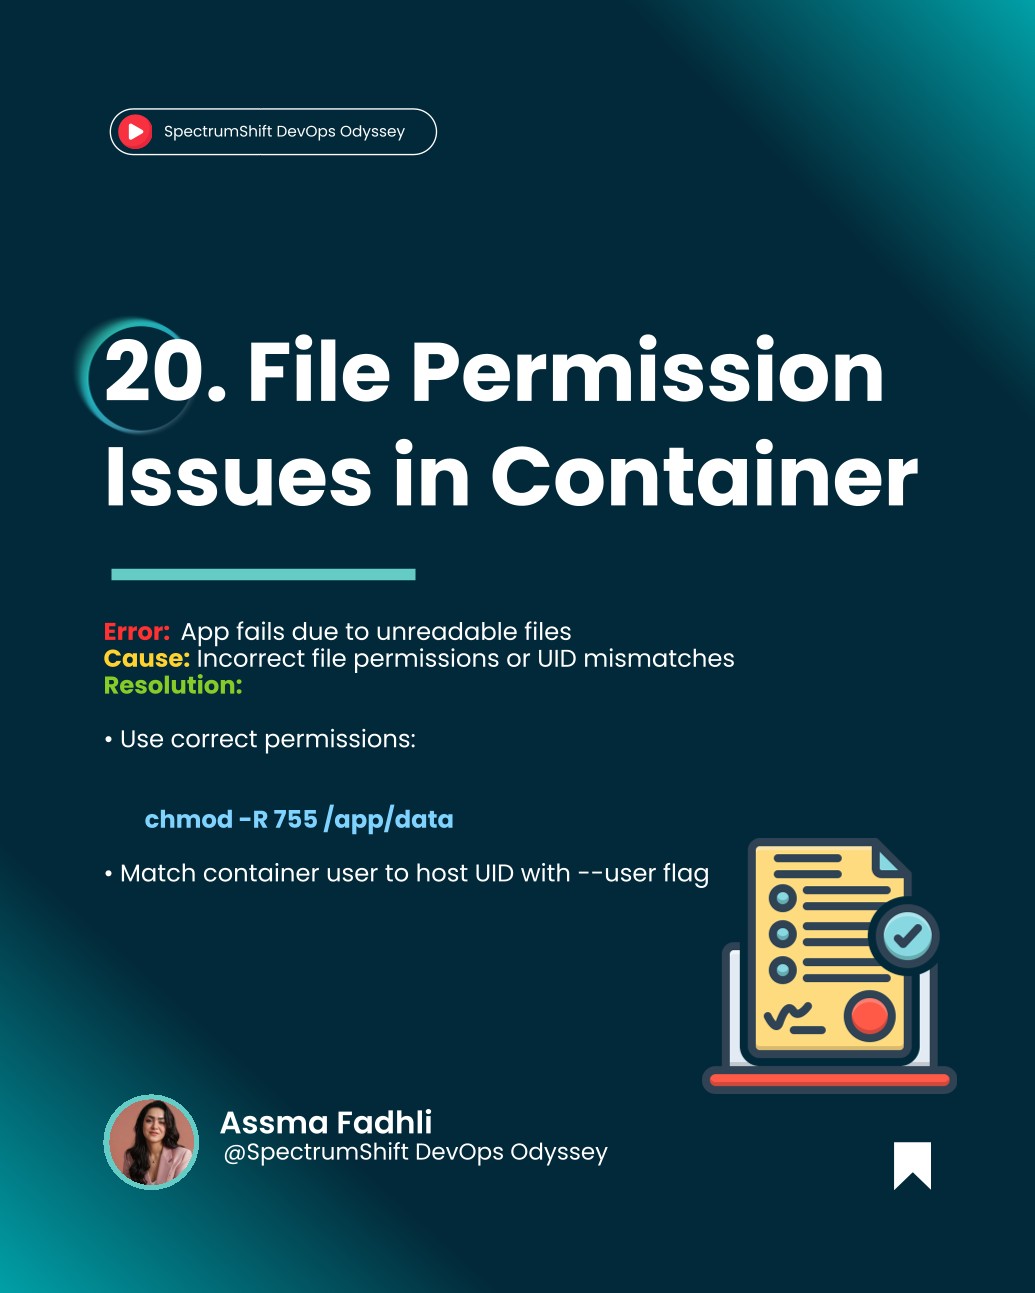 SpectrumShift DevOps Odyssey
20. File Permission
Issues in Container
Error: App fails due to unreadable files
Cause: Incorrect file permissions or UID mismatches
Resolution:
• Use correct permissions:
chmod -R 755 /app/data
• Match container user to host UID with --user flag
Assma Fadhli
@SpectrumShift DevOps Odyssey